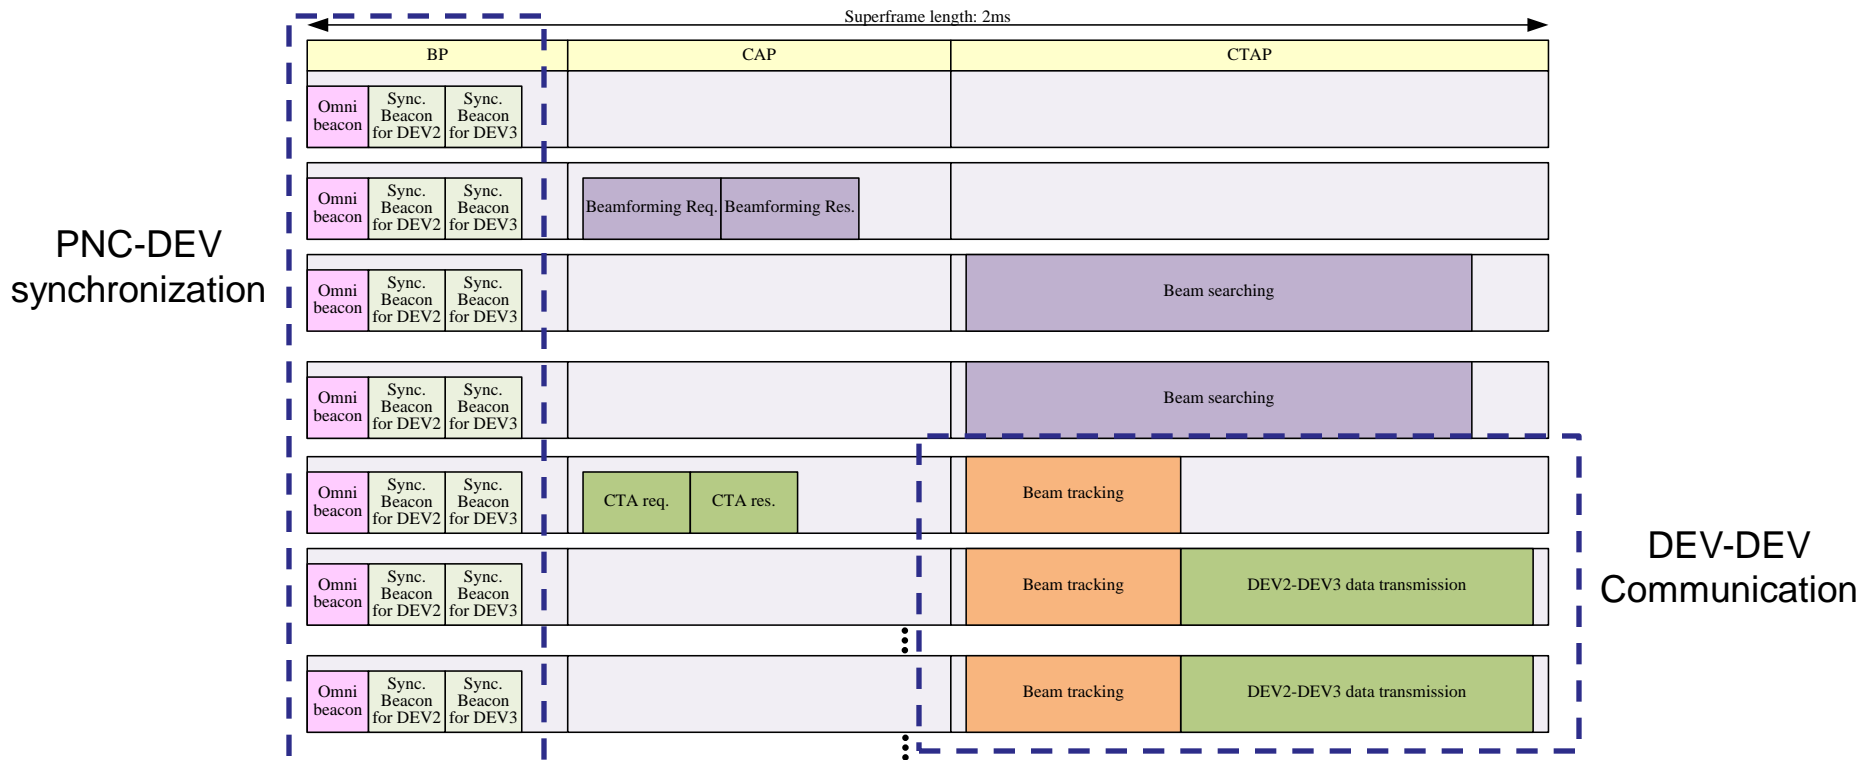 Superframe length: 2ms
BP
CAP
CTAP
Omni
beacon
Sync.
Beacon
for DEV2
Sync.
Beacon
for DEV3
Omni
beacon
Sync.
Beacon
for DEV2
Sync.
Beacon
for DEV3
Beamforming Req.
Beamforming Res.
PNC-DEV
synchronization
Omni
beacon
Sync.
Beacon
for DEV2
Sync.
Beacon
for DEV3
Beam searching
Omni
beacon
Sync.
Beacon
for DEV2
Sync.
Beacon
for DEV3
Beam searching
Omni
beacon
Sync.
Beacon
for DEV2
Sync.
Beacon
for DEV3
CTA req.
CTA res.
Beam tracking
Omni
beacon
Sync.
Beacon
for DEV2
Sync.
Beacon
for DEV3
Beam tracking
DEV2-DEV3 data transmission
DEV-DEV
Communication
Omni
beacon
Sync.
Beacon
for DEV2
Sync.
Beacon
for DEV3
Beam tracking
DEV2-DEV3 data transmission